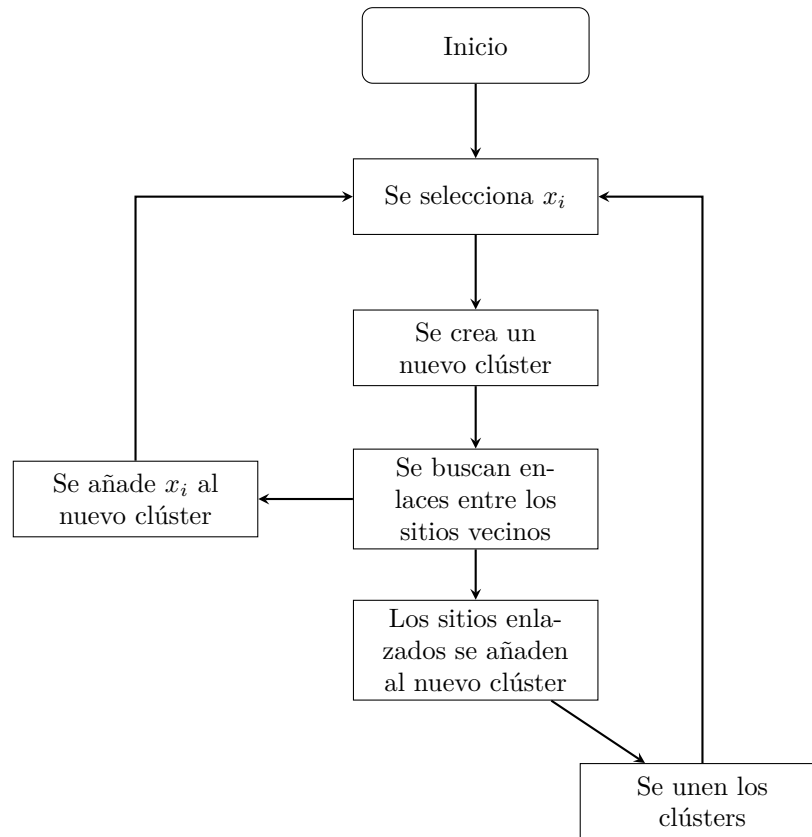 Inicio
Se selecciona x_i
Se crea un
nuevo clúster
Se buscan en-
laces entre los
sitios vecinos
Se añade x_i al
nuevo clúster
Los sitios enla-
zados se añaden
al nuevo clúster
Se unen los
clústers